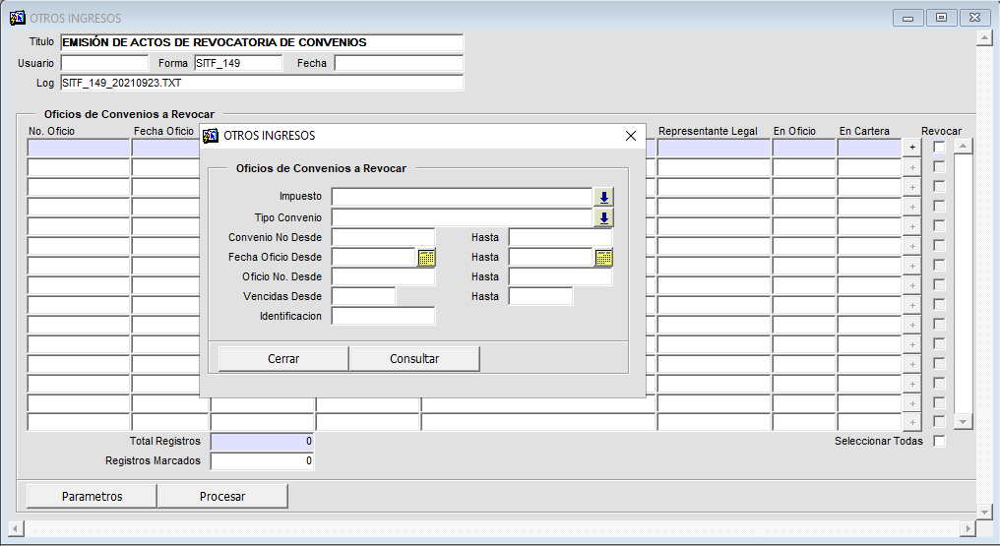 OTROS INGRESOS
Titulo EMISIÓN DE ACTOS DE REVOCATORIA DE CONVENIOS
Usuario Forma SITF_149 Fecha
Log SITF_149_20210923.TXT
Oficios de Convenios a Revocar
No. Oficio Fecha Oficio Representante Legal En Oficio En Cartera Revocar
OTROS INGRESOS
Oficios de Convenios a Revocar
Impuesto
Tipo Convenio
Convenio No Desde Hasta
Fecha Oficio Desde Hasta
Oficio No. Desde Hasta
Vencidas Desde Hasta
Identificacion
Cerrar Consultar
Total Registros 0 Seleccionar Todas
Registros Marcados 0
Parametros Procesar